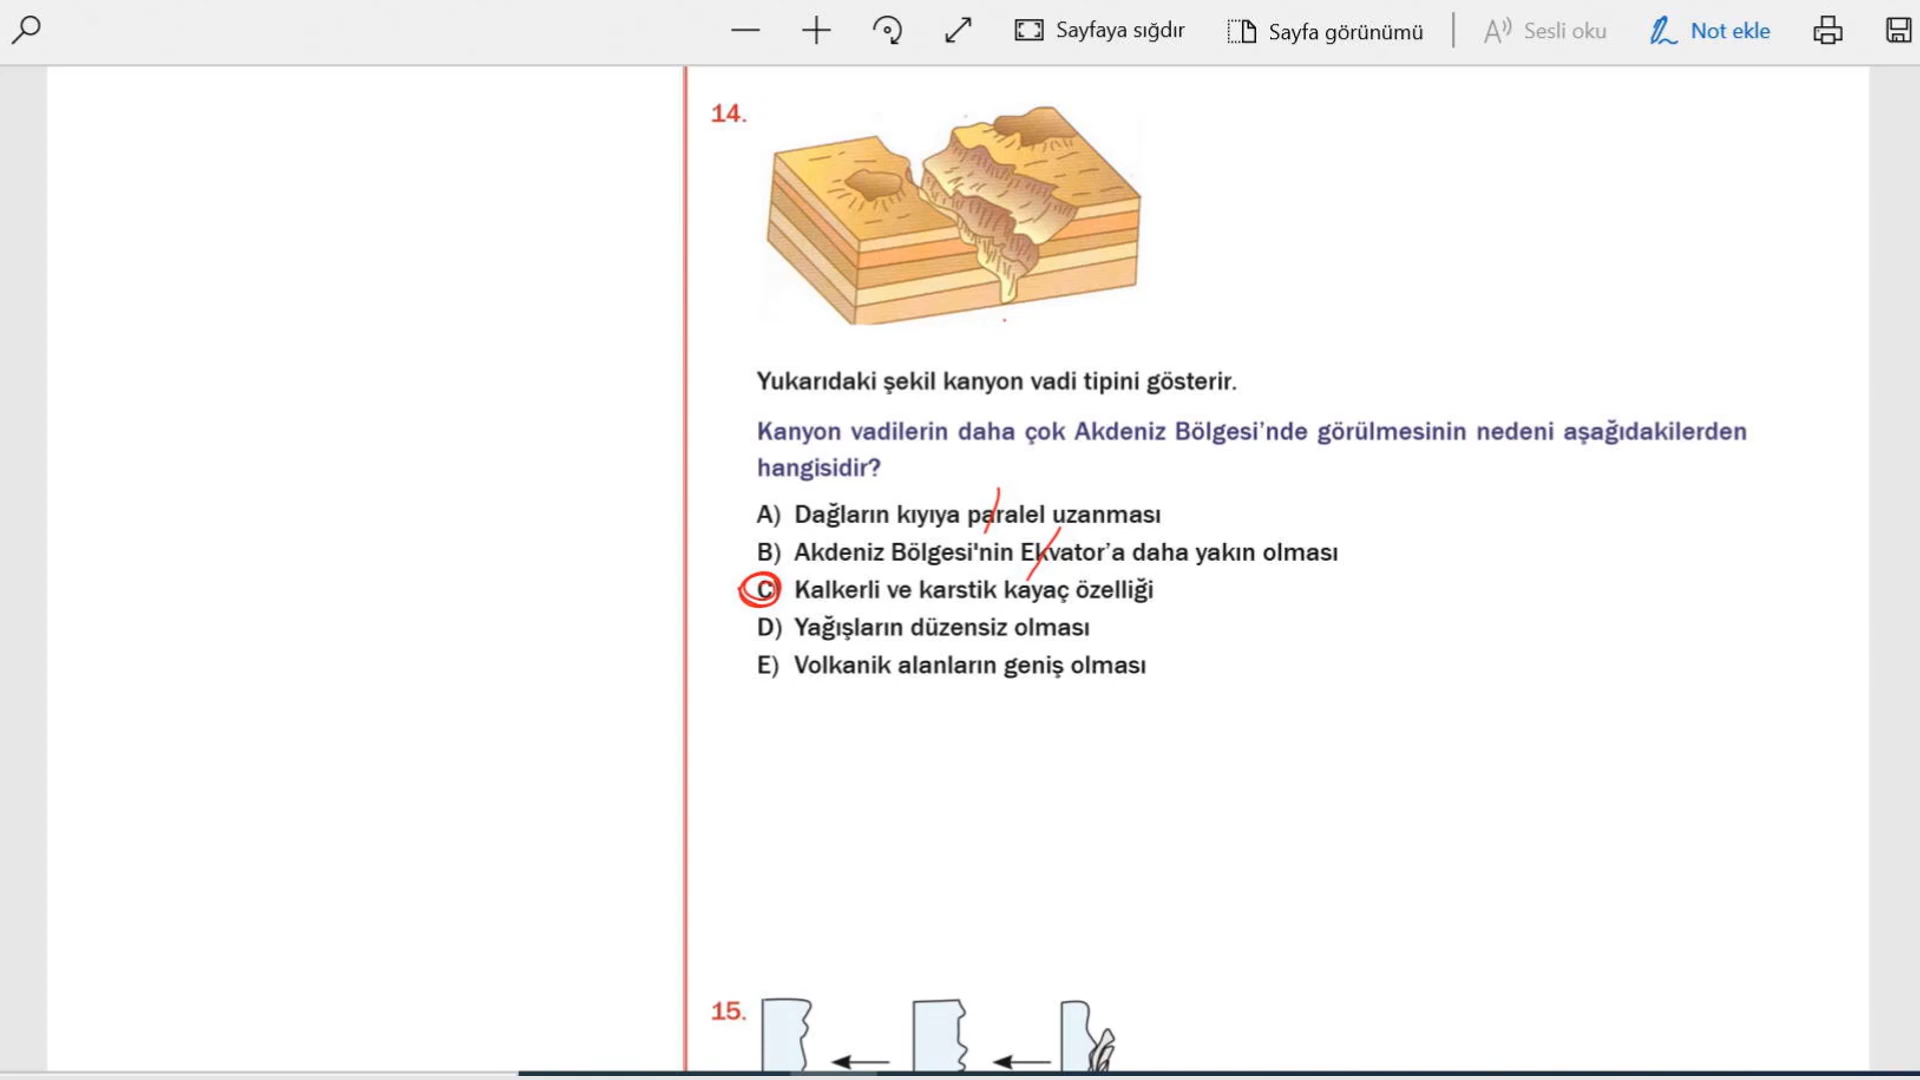 Sayfaya sığdır
Sayfa görünümü
Sesli oku
Not ekle
14.
Yukarıdaki şekil kanyon vadi tipini gösterir.
Kanyon vadilerin daha çok Akdeniz Bölgesi’nde görülmesinin nedeni aşağıdakilerden
hangisidir?
A) Dağların kıyıya paralel uzanması
B) Akdeniz Bölgesi'nin Ekvator’a daha yakın olması
C) Kalkerli ve karstik kayaç özelliği
D) Yağışların düzensiz olması
E) Volkanik alanların geniş olması
15.